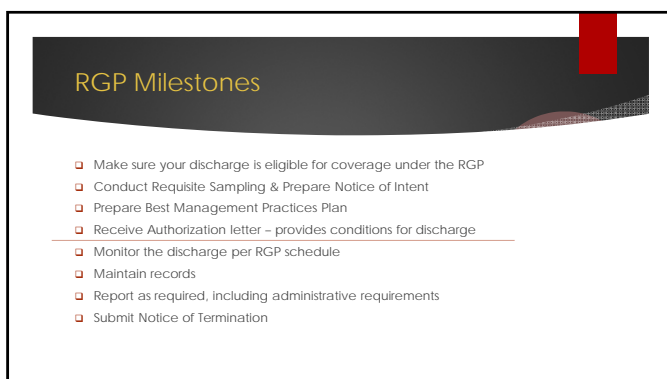 RGP Milestones
Make sure your discharge is eligible for coverage under the RGP
Conduct Requisite Sampling & Prepare Notice of Intent
Prepare Best Management Practices Plan
Receive Authorization letter – provides conditions for discharge
Monitor the discharge per RGP schedule
Maintain records
Report as required, including administrative requirements
Submit Notice of Termination